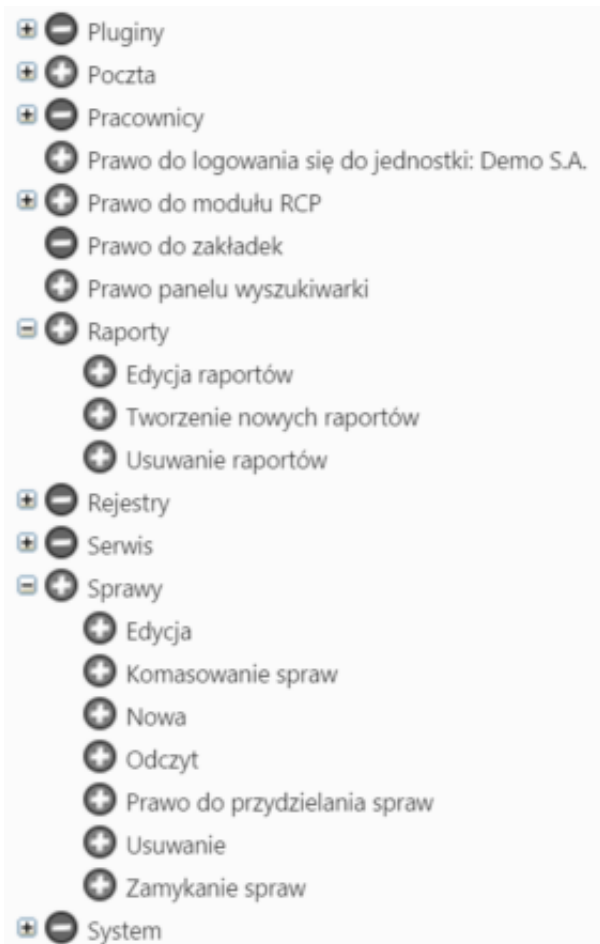 Pluginy
Poczta
Pracownicy
Prawo do logowania się do jednostki: Demo S.A.
Prawo do modułu RCP
Prawo do zakładek
Prawo panelu wyszukiwarki
Raporty
Edycja raportów
Tworzenie nowych raportów
Usuwanie raportów
Rejestry
Serwis
Sprawy
Edycja
Komasowanie spraw
Nowa
Odczyt
Prawo do przydzielania spraw
Usuwanie
Zamykanie spraw
System